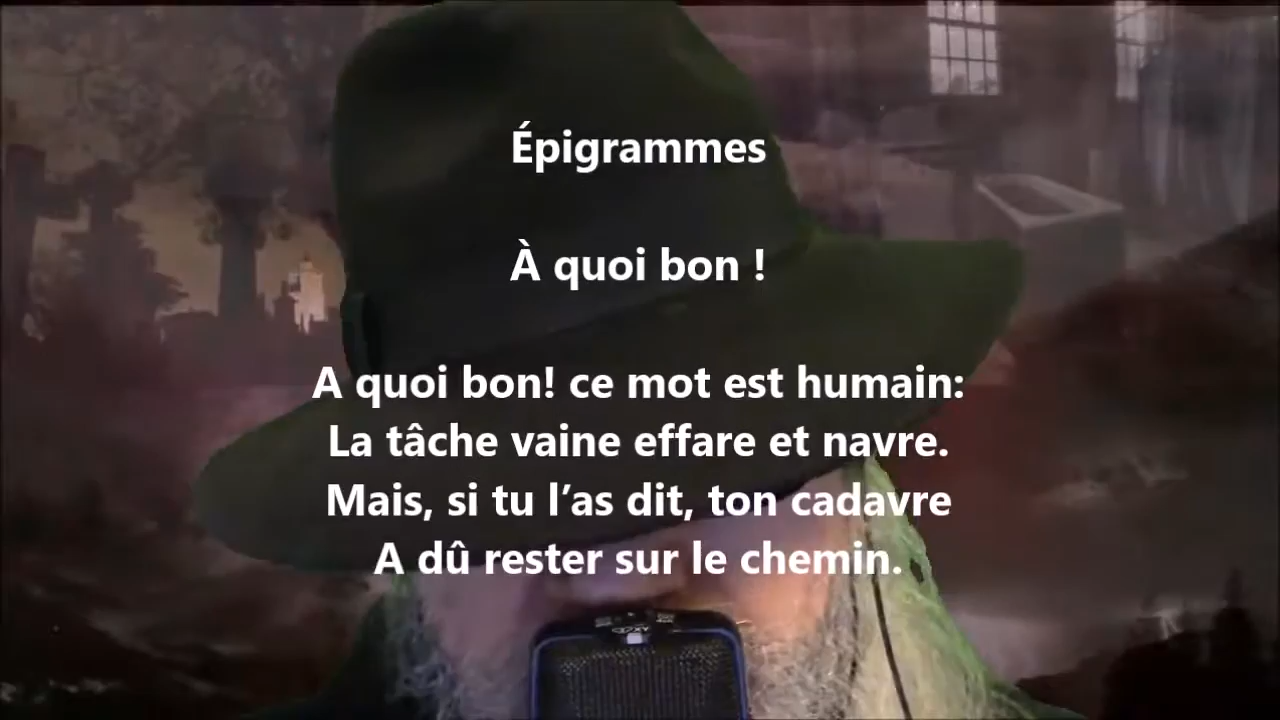 Épigrammes
À quoi bon !
A quoi bon! ce mot est humain:
La tâche vaine effare et navre.
Mais, si tu l’as dit, ton cadavre
A dû rester sur le chemin.